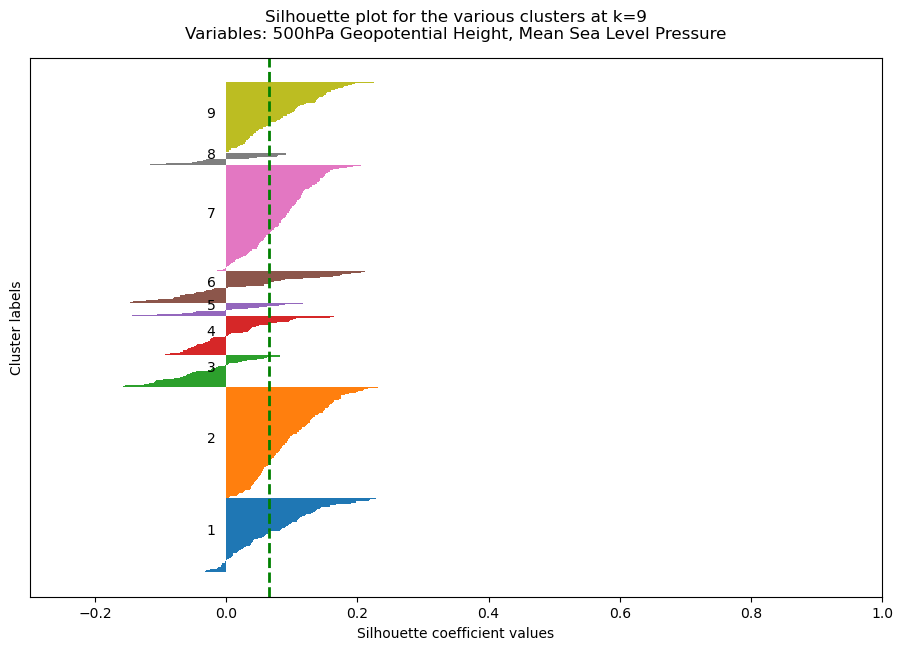 Silhouette plot for the various clusters at k=9
Variables: 500hPa Geopotential Height, Mean Sea Level Pressure
Cluster labels
9
8
7
6
5
4
3
2
1
−0.2 0.0 0.2 0.4 0.6 0.8 1.0
Silhouette coefficient values